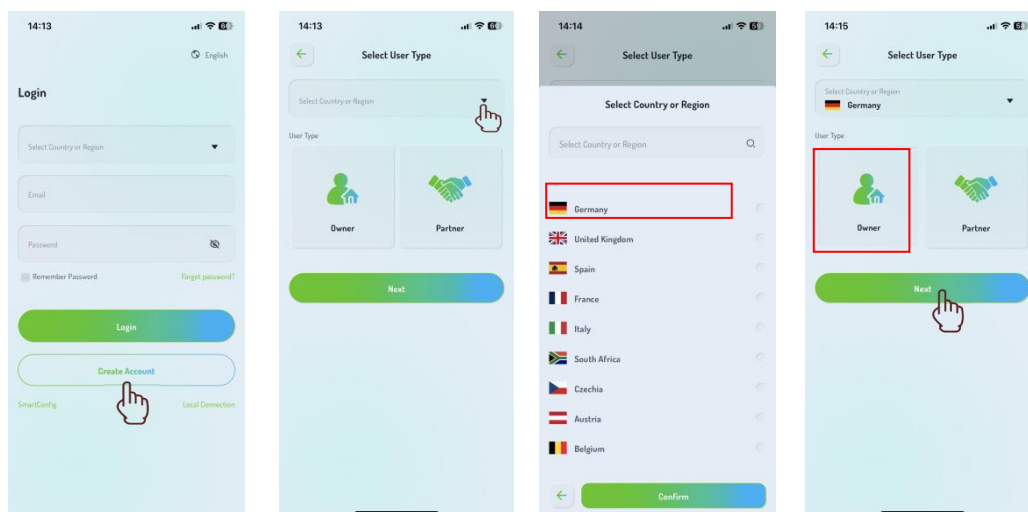 14:13
English
Login
Select Country or Region
Email
Password
Remember Password
Forgot password?
Login
Create Account
SmartConfig
Local Connection
14:13
Select User Type
Select Country or Region
User Type
Owner
Partner
Next
14:14
Select User Type
Select Country or Region
Select Country or Region
Germany
United Kingdom
Spain
France
Italy
South Africa
Czechia
Austria
Belgium
Confirm
14:15
Select User Type
Select Country or Region
Germany
User Type
Owner
Partner
Next